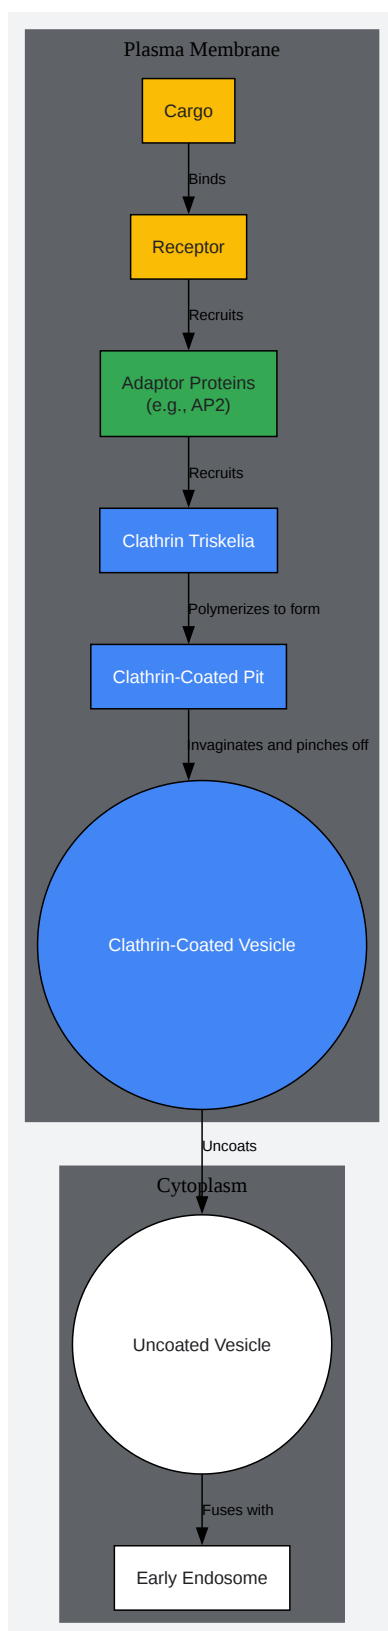 Plasma Membrane
Cargo
Binds
Receptor
Recruits
Adaptor Proteins
(e.g., AP2)
Recruits
Clathrin Triskelia
Polymerizes to form
Clathrin-Coated Pit
Invaginates and pinches off
Clathrin-Coated Vesicle
Uncoats
Cytoplasm
Uncoated Vesicle
Fuses with
Early Endosome